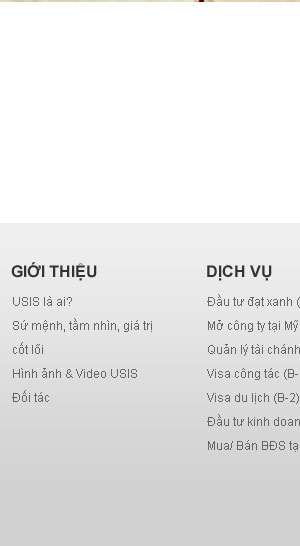 GIỚI THIỆU
USIS là ai?
Sứ mệnh, tầm nhìn, giá trị
cốt lõi
Hình ảnh & Video USIS
Đối tác
DỊCH VỤ
Đầu tư đạt xanh (
Mở công ty tại Mỹ
Quản lý tài chánh
Visa công tác (B-
Visa du lịch (B-2)
Đầu tư kinh doan
Mua/ Bán BĐS tạ